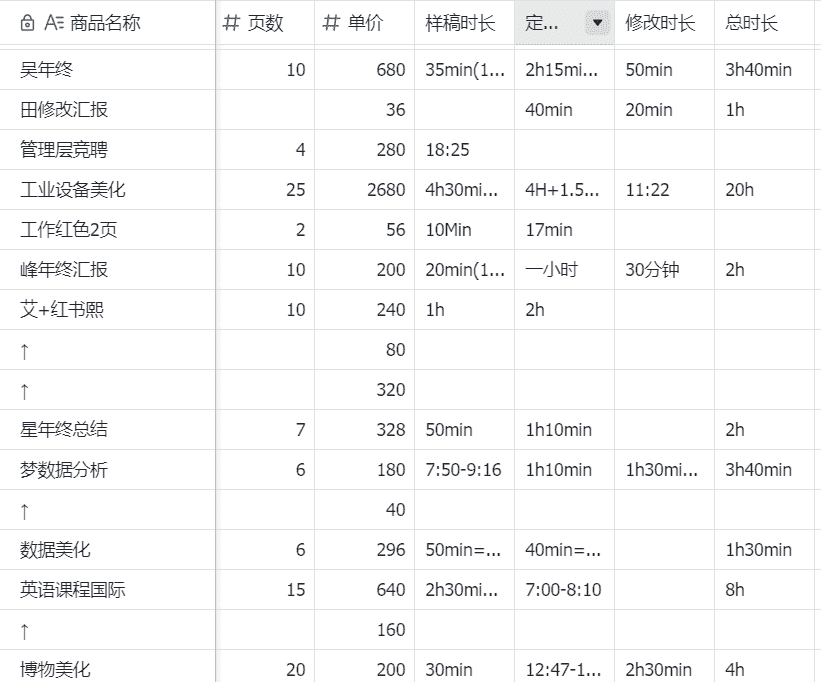 商品名称 页数 单价 样稿时长 定... 修改时长 总时长
吴年终 10 680 35min(1... 2h15mi... 50min 3h40min
田修改汇报 36 40min 20min 1h
管理层竞聘 4 280 18:25
工业设备美化 25 2680 4h30mi... 4H+1.5... 11:22 20h
工作红色2页 2 56 10Min 17min
峰年终汇报 10 200 20min(1... 一小时 30分钟 2h
艾+红书熙 10 240 1h 2h
↑ 80
↑ 320
星年终总结 7 328 50min 1h10min 2h
梦数据分析 6 180 7:50-9:16 1h10min 1h30mi... 3h40min
↑ 40
数据美化 6 296 50min=... 40min=... 1h30min
英语课程国际 15 640 2h30mi... 7:00-8:10 8h
↑ 160
博物美化 20 200 30min 12:47-1... 2h30min 4h